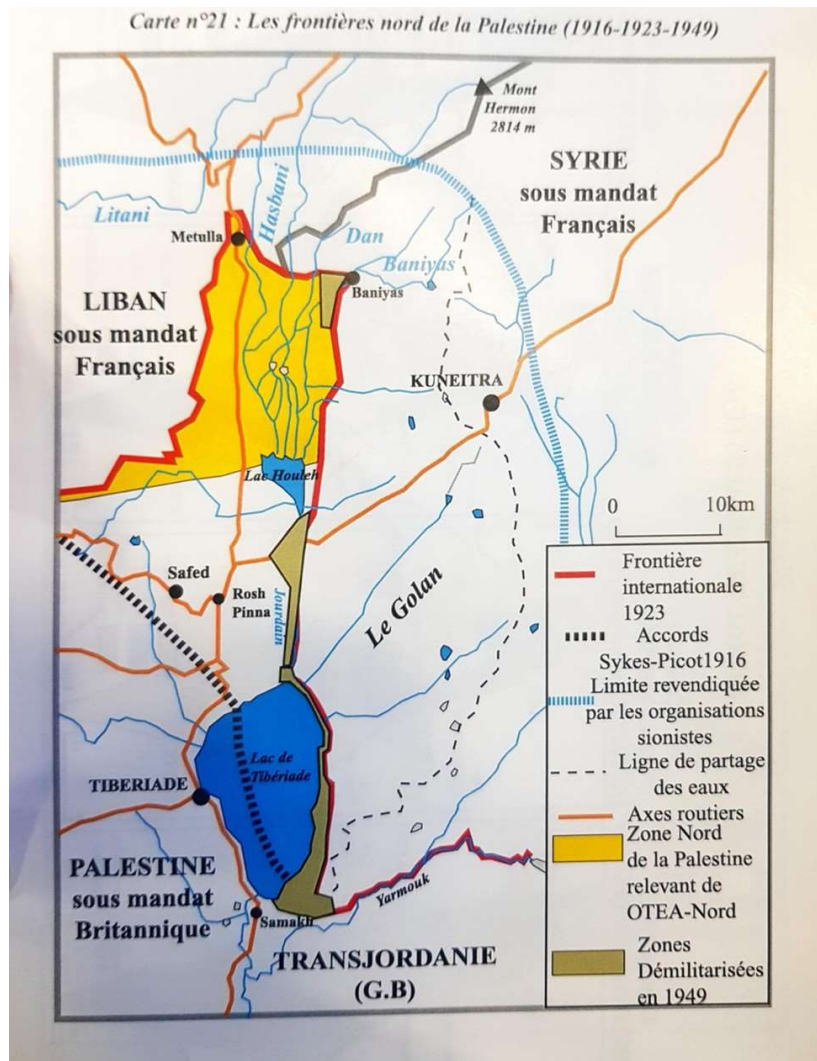 Carte n°21 : Les frontières nord de la Palestine (1916-1923-1949)
Mont
Hermon
2814 m
SYRIE
sous mandat
Français
Litani
Hasbani
Metulla
Dan
Baniyas
Baniyas
LIBAN
sous mandat
Français
KUNEITRA
Lac Houleh
0
10km
Safed
Rosh
Pinna
Jourdain
Le Golan
Lac de
Tibériade
TIBERIADE
PALESTINE
sous mandat
Britannique
Samakh
Yarmouk
TRANSJORDANIE
(G.B)
Frontière
internationale
1923
Accords
Sykes-Picot1916
Limite revendiquée
par les organisations
sionistes
Ligne de partage
des eaux
Axes routiers
Zone Nord
de la Palestine
relevant de
OTEA-Nord
Zones
Démilitarisées
en 1949